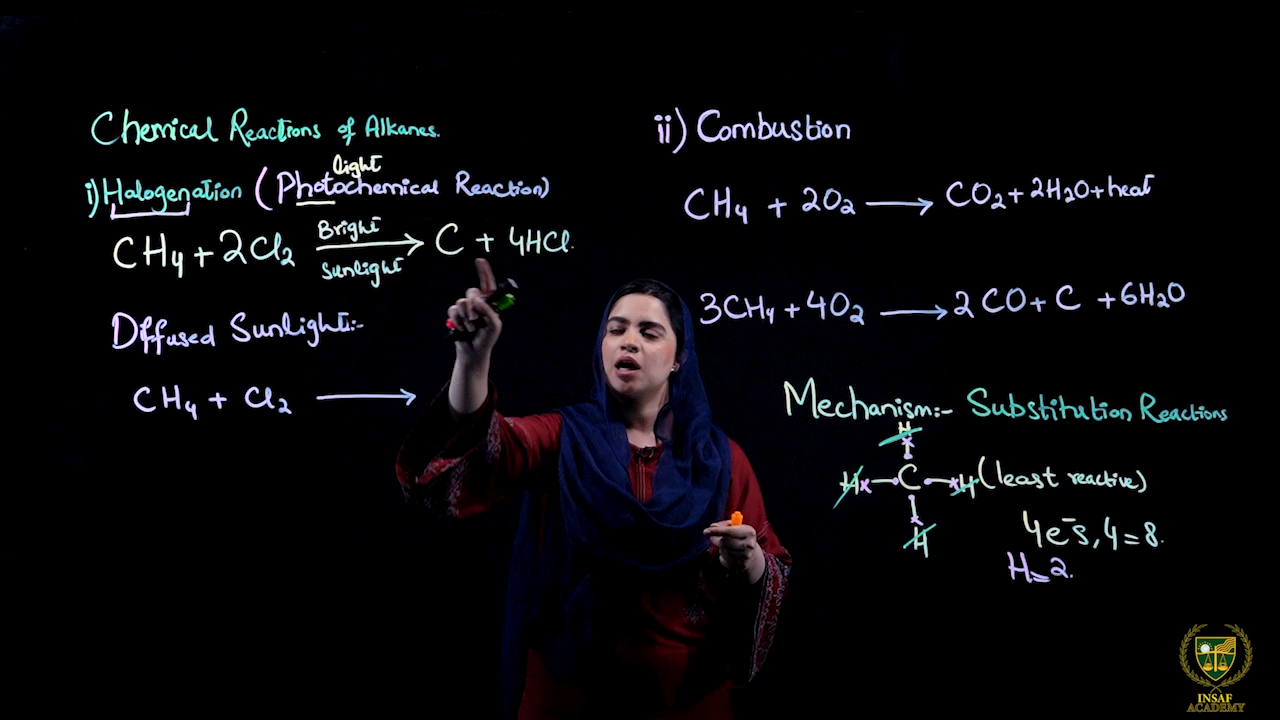 Chemical Reactions of Alkanes.
light
i) Halogenation (Photochemical Reaction)
CH4 + 2Cl2 Bright Sunlight → C + 4HCl
Diffused Sunlight:-
CH4 + Cl2 →
ii) Combustion
CH4 + 2O2 → CO2 + 2H2O + heat
3CH4 + 4O2 → 2CO + C + 6H2O
Mechanism:- Substitution Reactions
H
H x — C — x H (least reactive)
x
H
4e-s, 4 = 8.
H = 2.
INSAF
ACADEMY